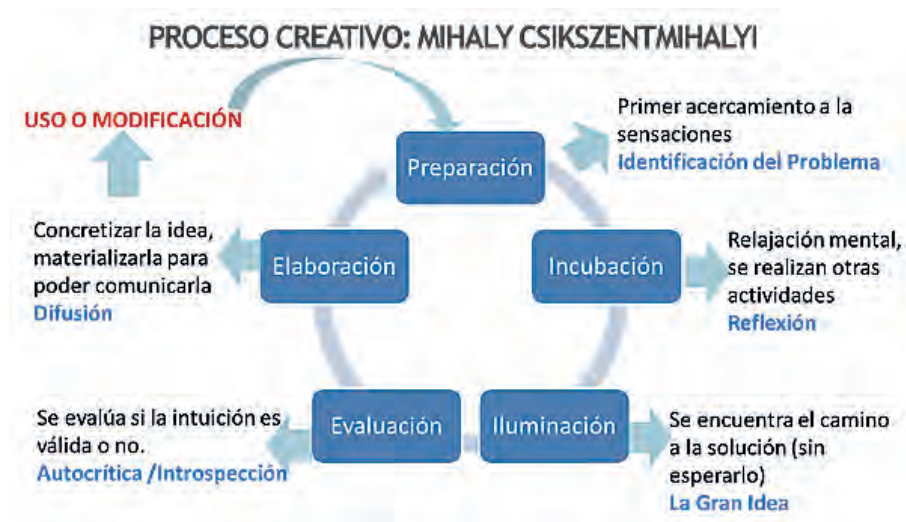 PROCESO CREATIVO: MIHALY CSIKSZENTMIHALYI
USO O MODIFICACIÓN
Preparación
Primer acercamiento a la
sensaciones
Identificación del Problema
Incubación
Relajación mental,
se realizan otras
actividades
Reflexión
Iluminación
Se encuentra el camino
a la solución (sin
esperarlo)
La Gran Idea
Evaluación
Se evalúa si la intuición es
válida o no.
Autocrítica /Introspección
Elaboración
Concretizar la idea,
materializarla para
poder comunicarla
Difusión